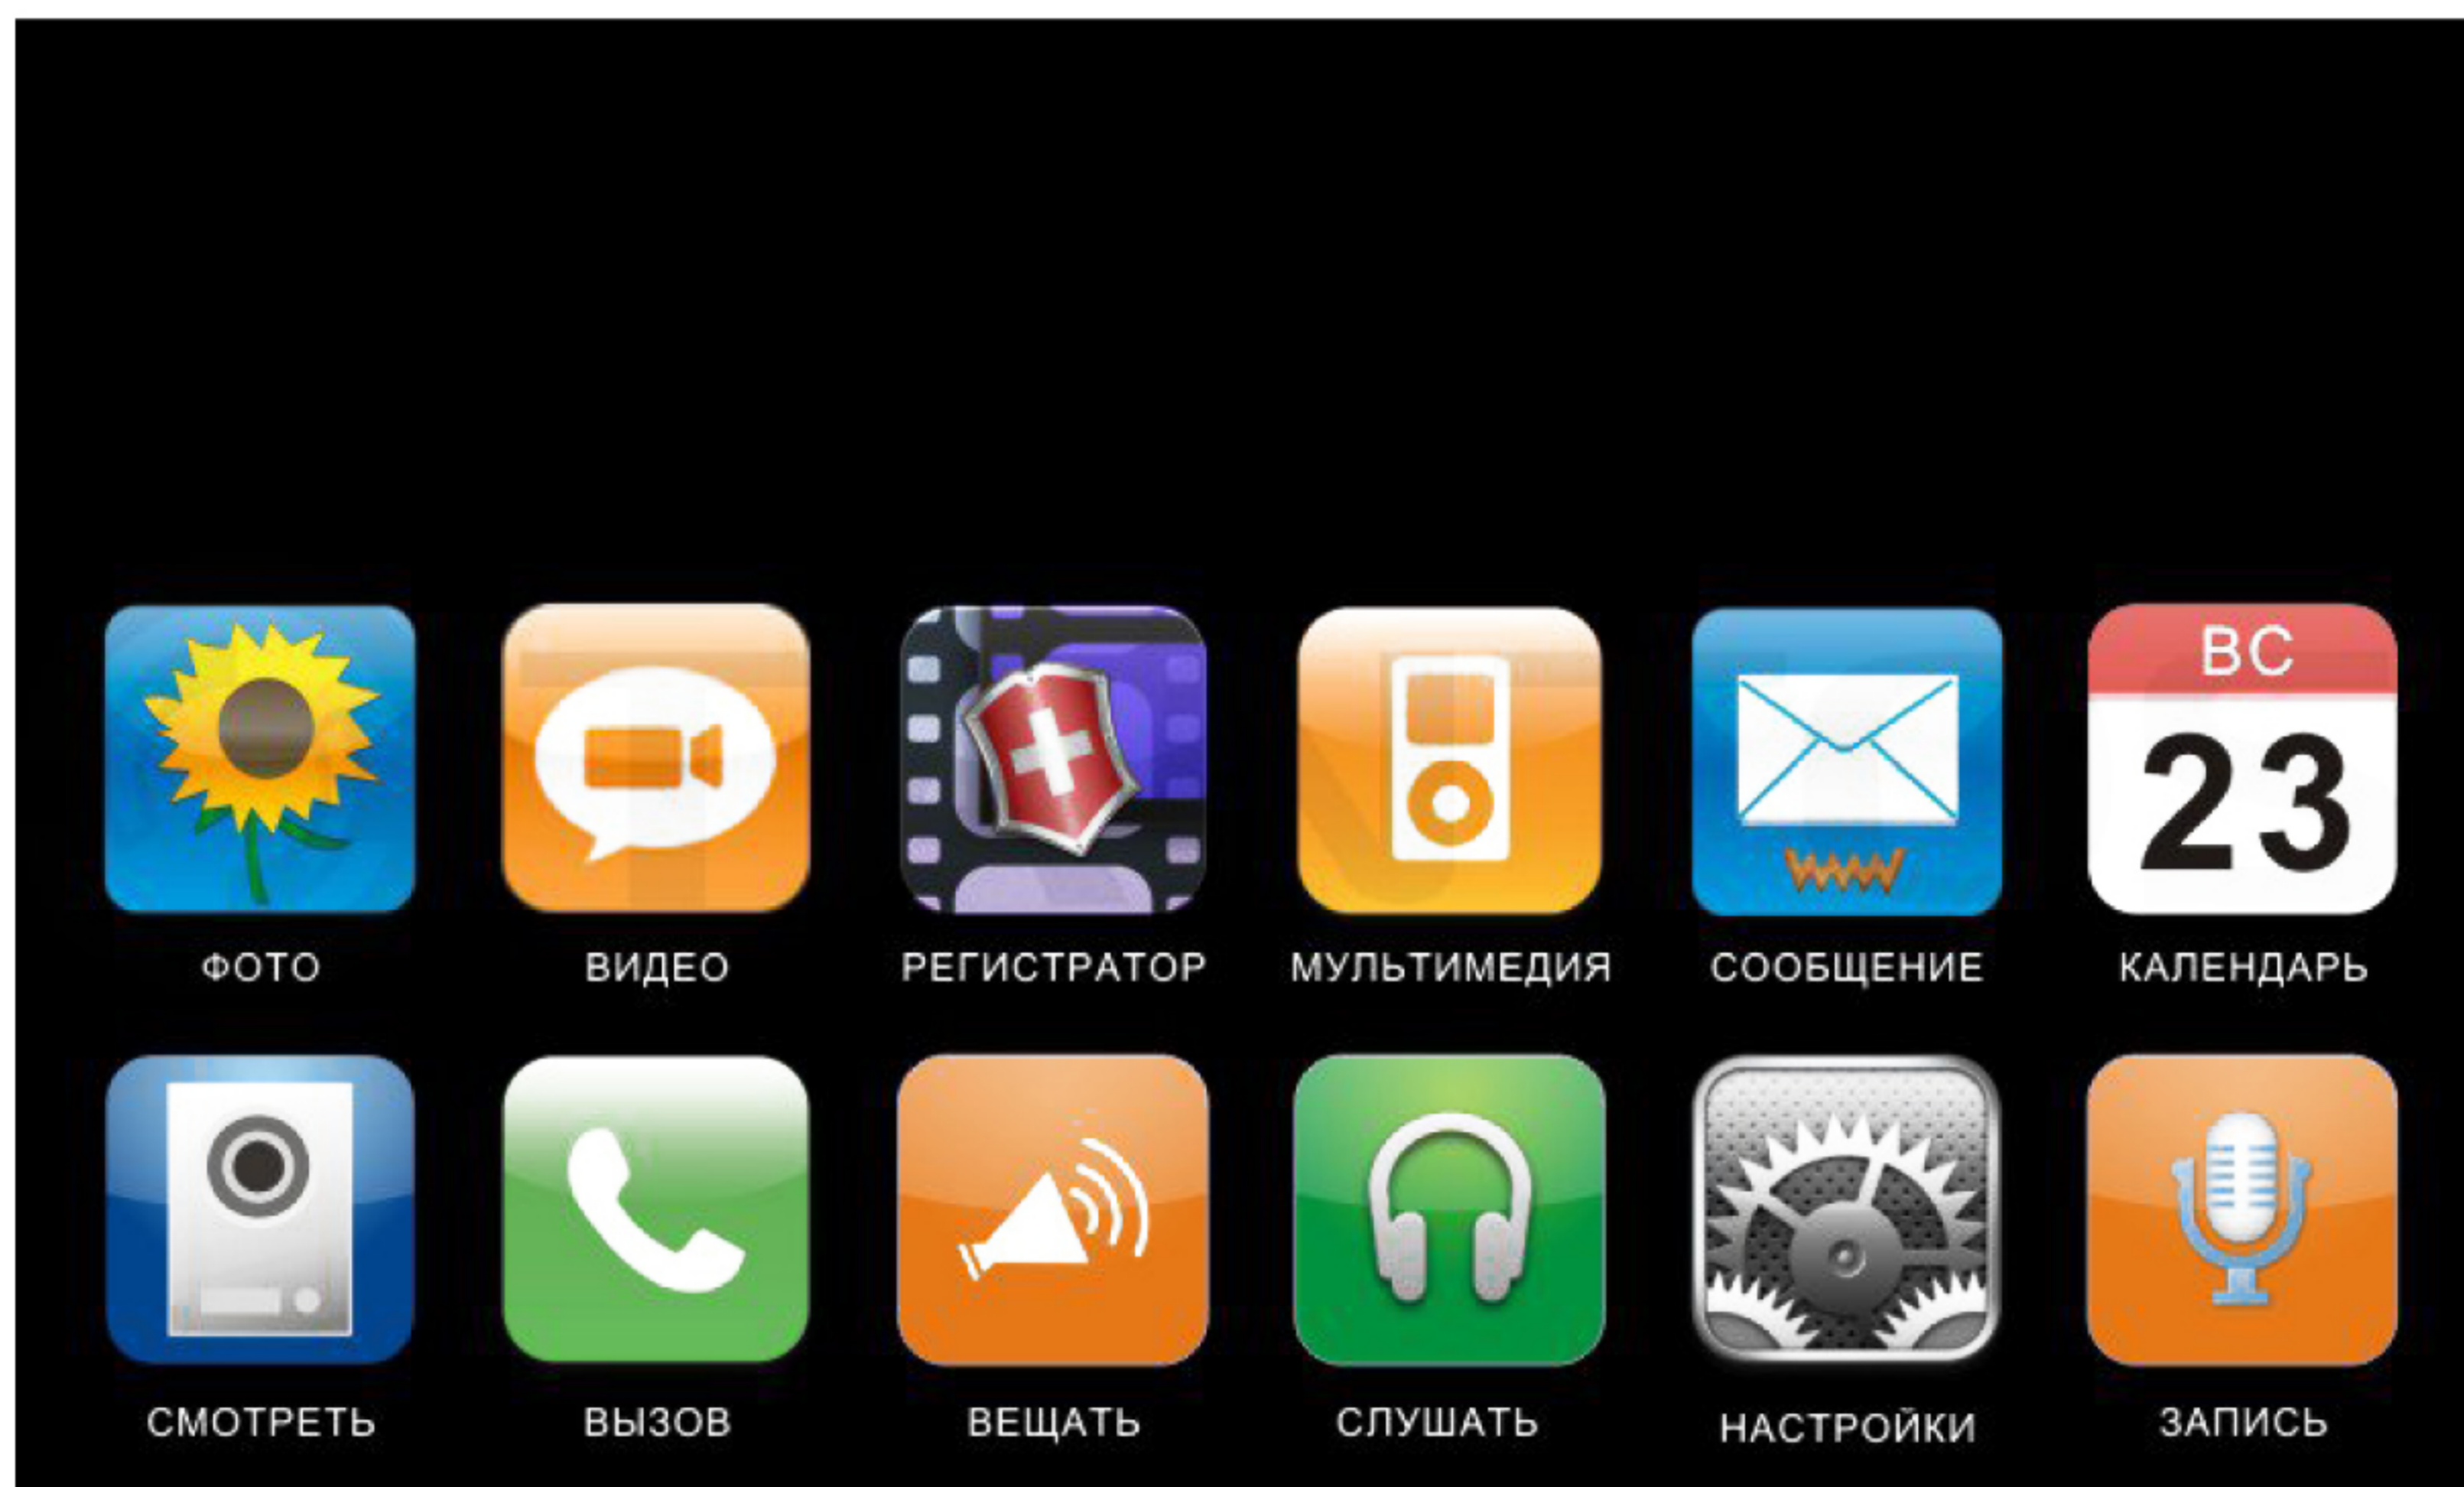 ВС
23
ФОТО ВИДЕО РЕГИСТРАТОР МУЛЬТИМЕДИЯ СООБЩЕНИЕ КАЛЕНДАРЬ
СМОТРЕТЬ ВЫЗОВ ВЕЩАТЬ СЛУШАТЬ НАСТРОЙКИ ЗАПИСЬ